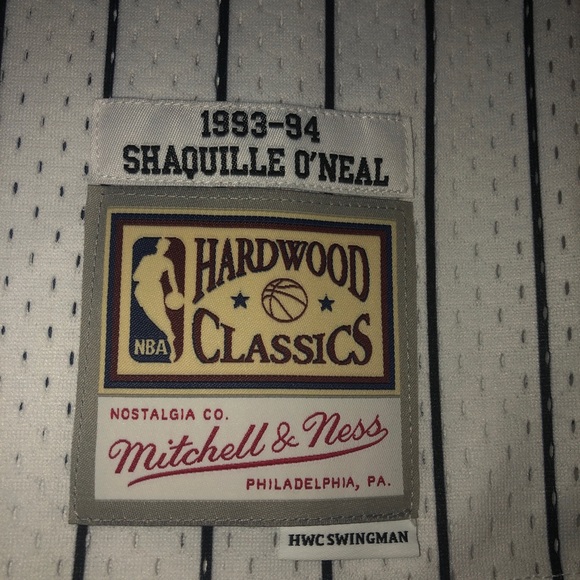 1993-94
SHAQUILLE O'NEAL
HARDWOOD
CLASSICS
NBA
NOSTALGIA CO.
Mitchell & Ness
PHILADELPHIA, PA.
HWC SWINGMAN